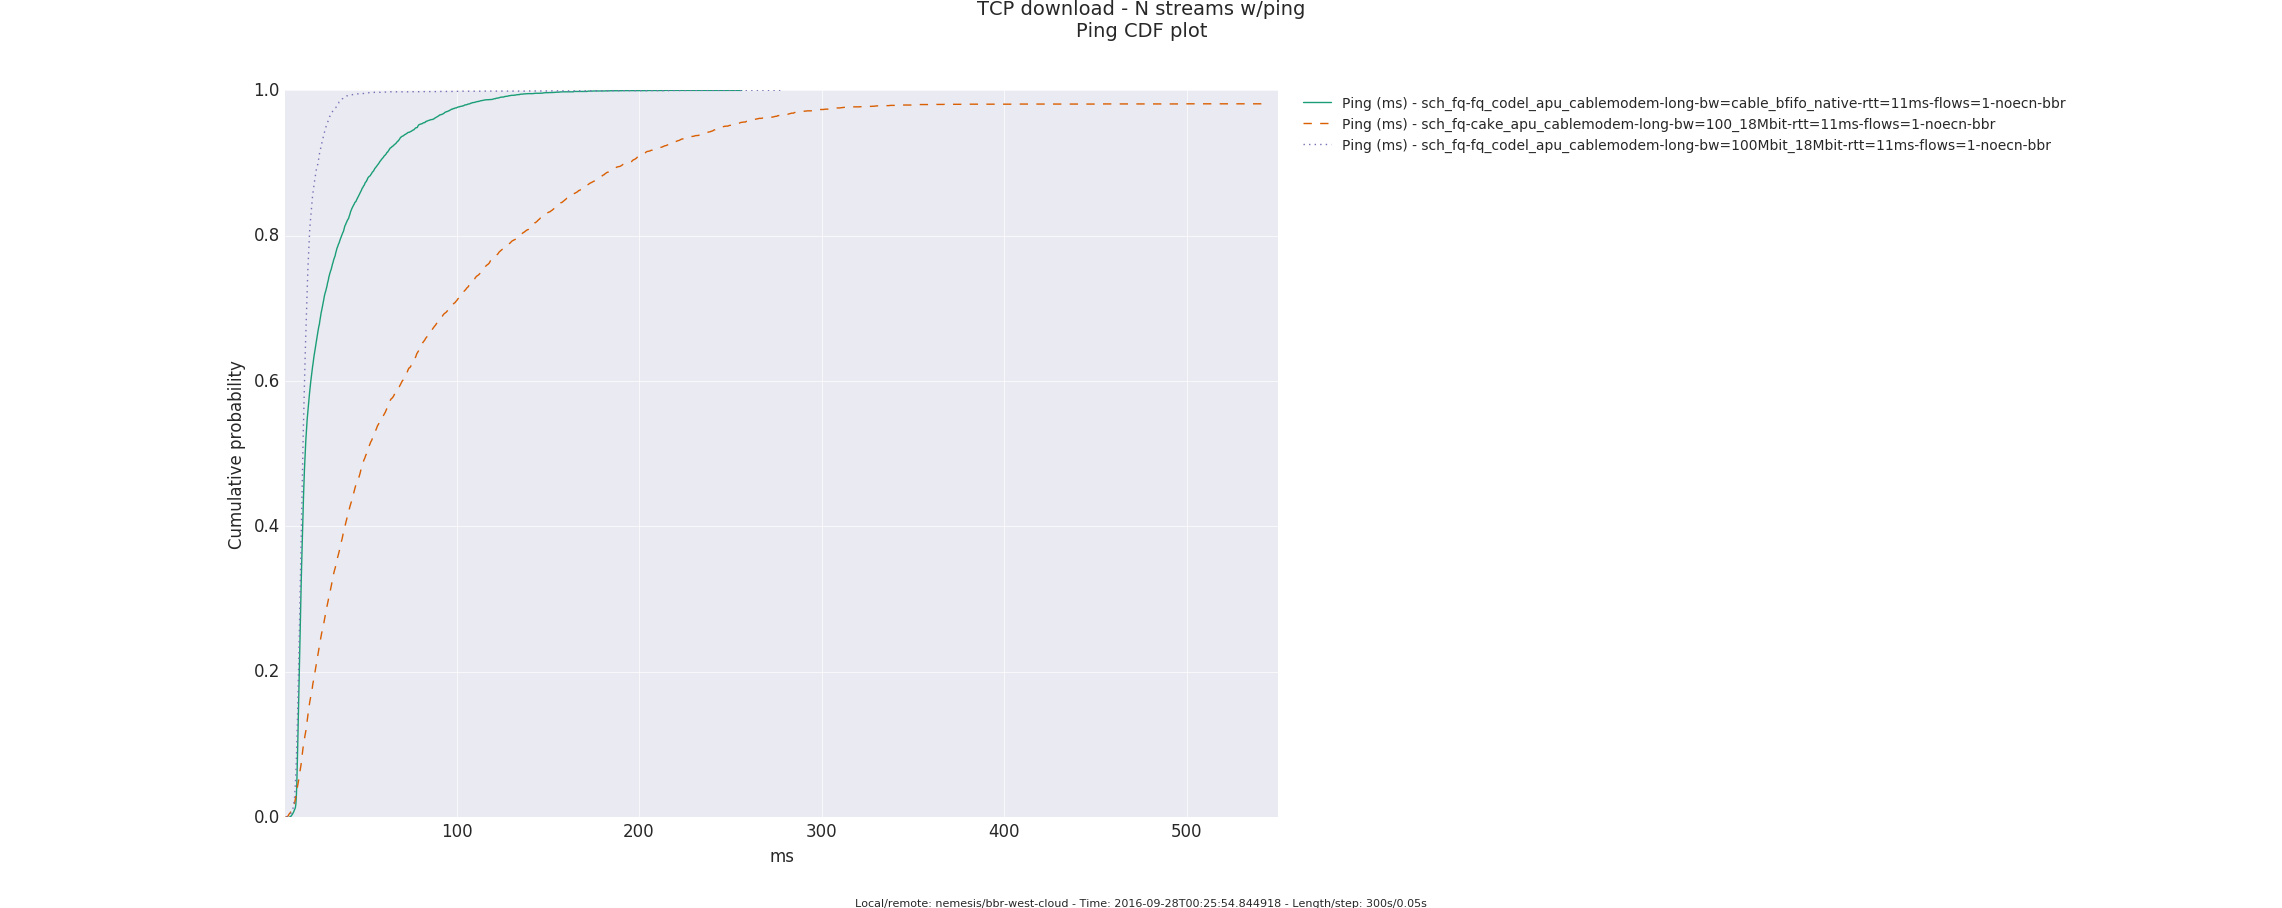 TCP download - N streams w/ping
Ping CDF plot
1.0
0.8
0.6
0.4
0.2
0.0
Cumulative probability
100 200 300 400 500
ms
Ping (ms) - sch_fq-fq_codel_apu_cablemodem-long-bw=cable_bfifo_native-rtt=11ms-flows=1-noecn-bbr
Ping (ms) - sch_fq-cake_apu_cablemodem-long-bw=100_18Mbit-rtt=11ms-flows=1-noecn-bbr
Ping (ms) - sch_fq-fq_codel_apu_cablemodem-long-bw=100Mbit_18Mbit-rtt=11ms-flows=1-noecn-bbr
Local/remote: nemesis/bbr-west-cloud - Time: 2016-09-28T00:25:54.844918 - Length/step: 300s/0.05s